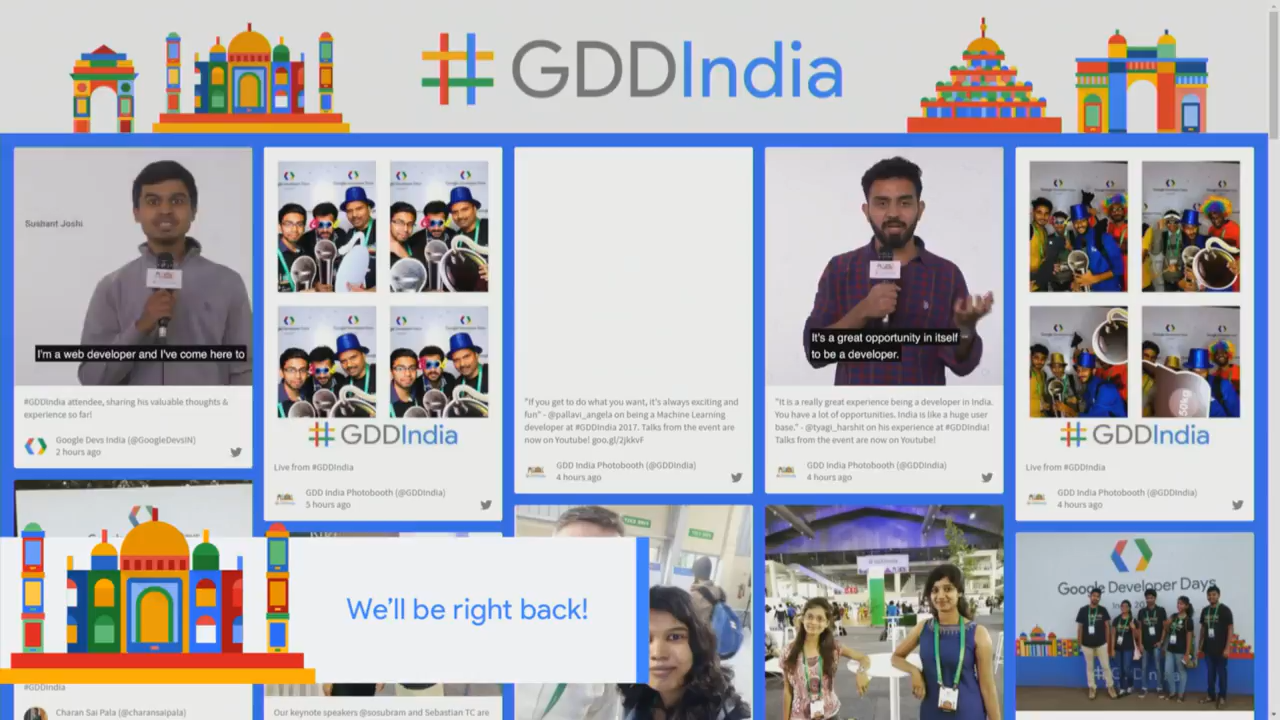 #GDDIndia
Sushant Joshi
I'm a web developer and I've come here to
#GDDIndia attendee, sharing his valuable thoughts &
experience so far!
Google Devs India (@GoogleDevsIN)
2 hours ago
#GDDIndia
Live from #GDDIndia
GDD India Photobooth (@GDDIndia)
5 hours ago
"If you get to do what you want, it's always exciting and
fun" - @pallavi_angela on being a Machine Learning
developer at #GDDIndia 2017. Talks from the event are
now on Youtube! goo.gl/2jkkvF
GDD India Photobooth (@GDDIndia)
4 hours ago
It's a great opportunity in itself
to be a developer.
"It is a really great experience being a developer in India.
You have a lot of opportunities. India is like a huge user
base." - @tyagi_harshit on his experience at #GDDIndia!
Talks from the event are now on Youtube!
GDD India Photobooth (@GDDIndia)
4 hours ago
50kg
#GDDIndia
Live from #GDDIndia
GDD India Photobooth (@GDDIndia)
4 hours ago
Google Developer Days
We'll be right back!
#GDDIndia
Charan Sai Pala (@charansaipala)
Our keynote speakers @sosubram and Sebastian TC are